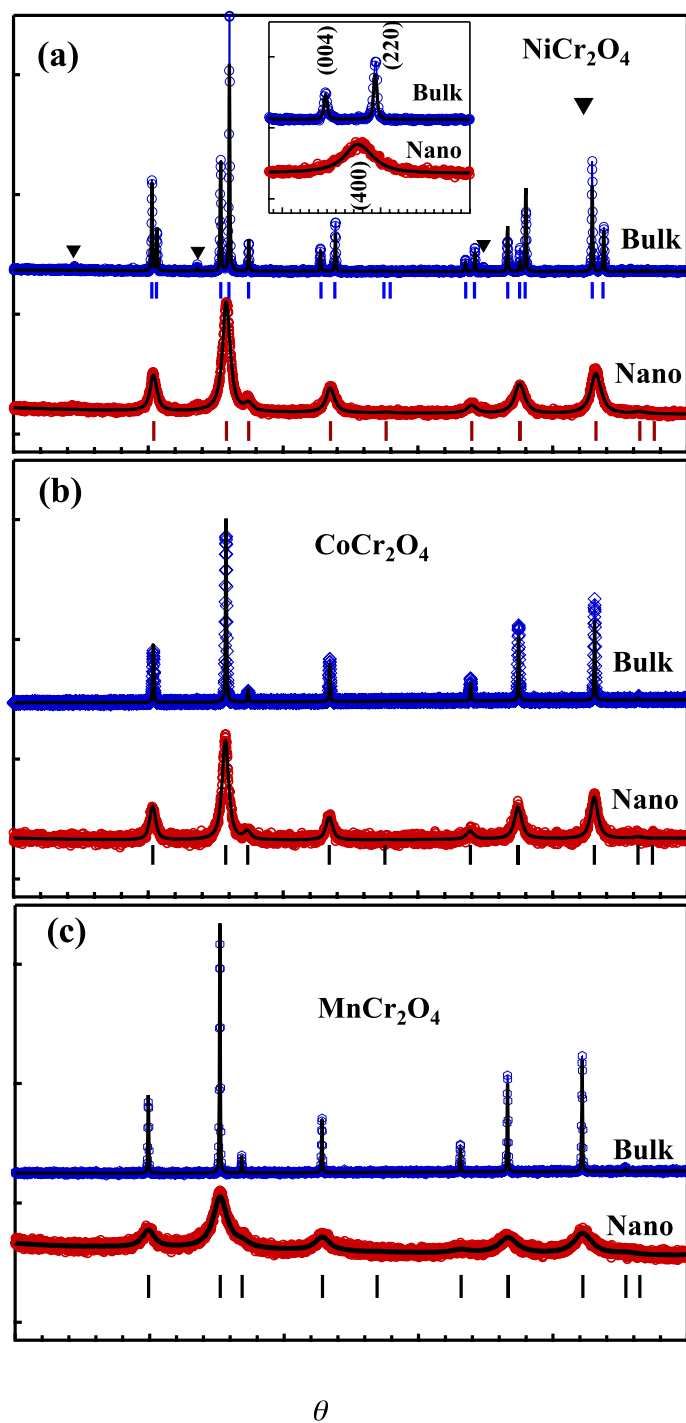 (a)
NiCr₂O₄
(004)
(220)
Bulk
Nano
(400)
Bulk
Nano
(b)
CoCr₂O₄
Bulk
Nano
(c)
MnCr₂O₄
Bulk
Nano
θ